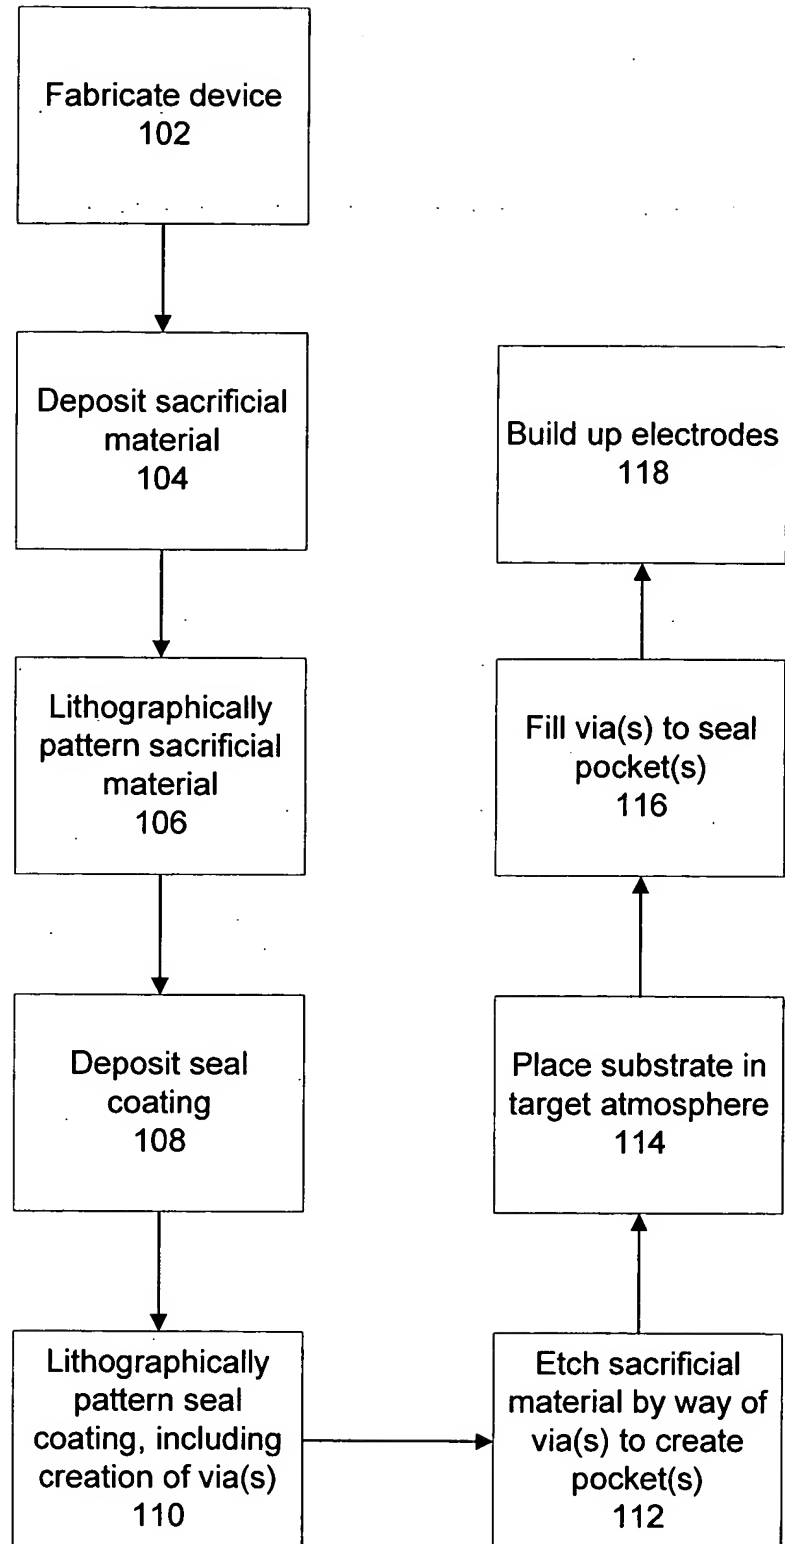 Fabricate device
102
Deposit sacrificial
material
104
Lithographically
pattern sacrificial
material
106
Deposit seal
coating
108
Lithographically
pattern seal
coating, including
creation of via(s)
110
Etch sacrificial
material by way of
via(s) to create
pocket(s)
112
Place substrate in
target atmosphere
114
Fill via(s) to seal
pocket(s)
116
Build up electrodes
118